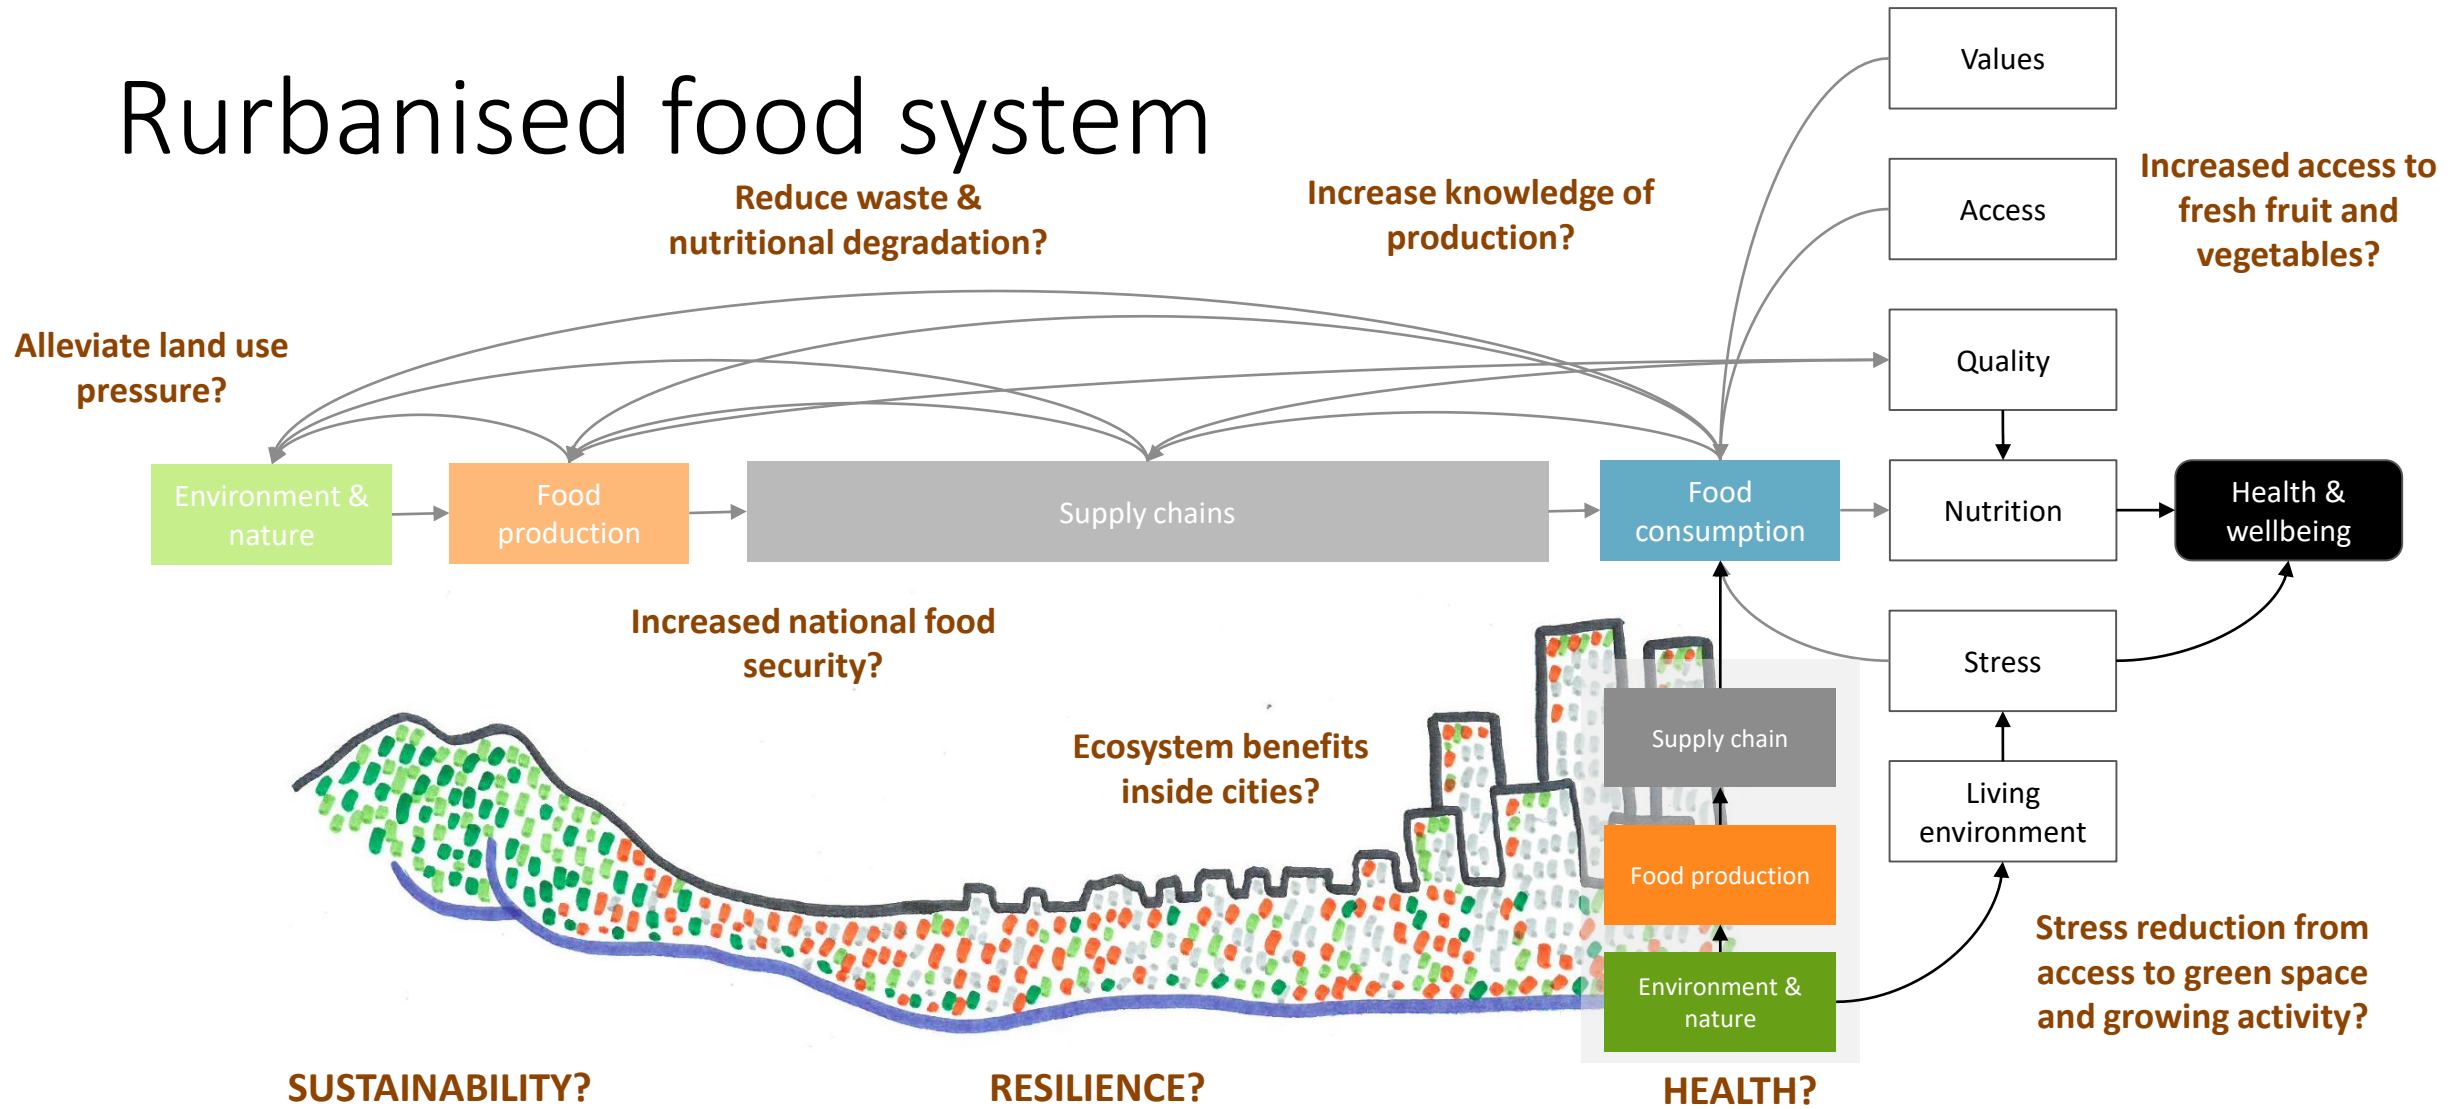 Rurbanised food system
Values
Reduce waste &
nutritional degradation?
Increase knowledge of
production?
Access
Increased access to
fresh fruit and
vegetables?
Alleviate land use
pressure?
Quality
Environment &
nature
Food
production
Supply chains
Food
consumption
Nutrition
Health &
wellbeing
Increased national food
security?
Stress
Ecosystem benefits
inside cities?
Supply chain
Living
environment
Food production
Environment &
nature
Stress reduction from
access to green space
and growing activity?
SUSTAINABILITY?
RESILIENCE?
HEALTH?